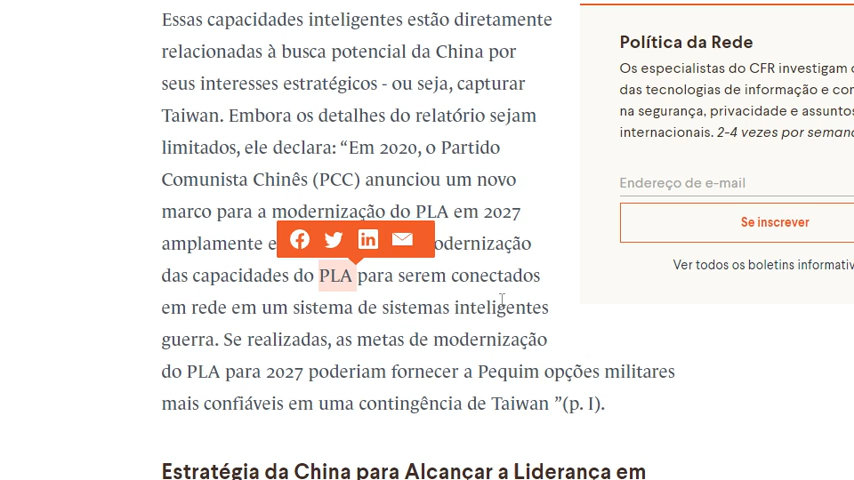 Essas capacidades inteligentes estão diretamente
relacionadas à busca potencial da China por
seus interesses estratégicos - ou seja, capturar
Taiwan. Embora os detalhes do relatório sejam
limitados, ele declara: “Em 2020, o Partido
Comunista Chinês (PCC) anunciou um novo
marco para a modernização do PLA em 2027
amplamente e odernização
das capacidades do PLA para serem conectados
em rede em um sistema de sistemas inteligentes
guerra. Se realizadas, as metas de modernização
do PLA para 2027 poderiam fornecer a Pequim opções militares
mais confiáveis em uma contingência de Taiwan ”(p. I).
Estratégia da China para Alcançar a Liderança em
Política da Rede
Os especialistas do CFR investigam
das tecnologias de informação e co
na segurança, privacidade e assuntos
internacionais. 2-4 vezes por semana
Endereço de e-mail
Se inscrever
Ver todos os boletins informativ